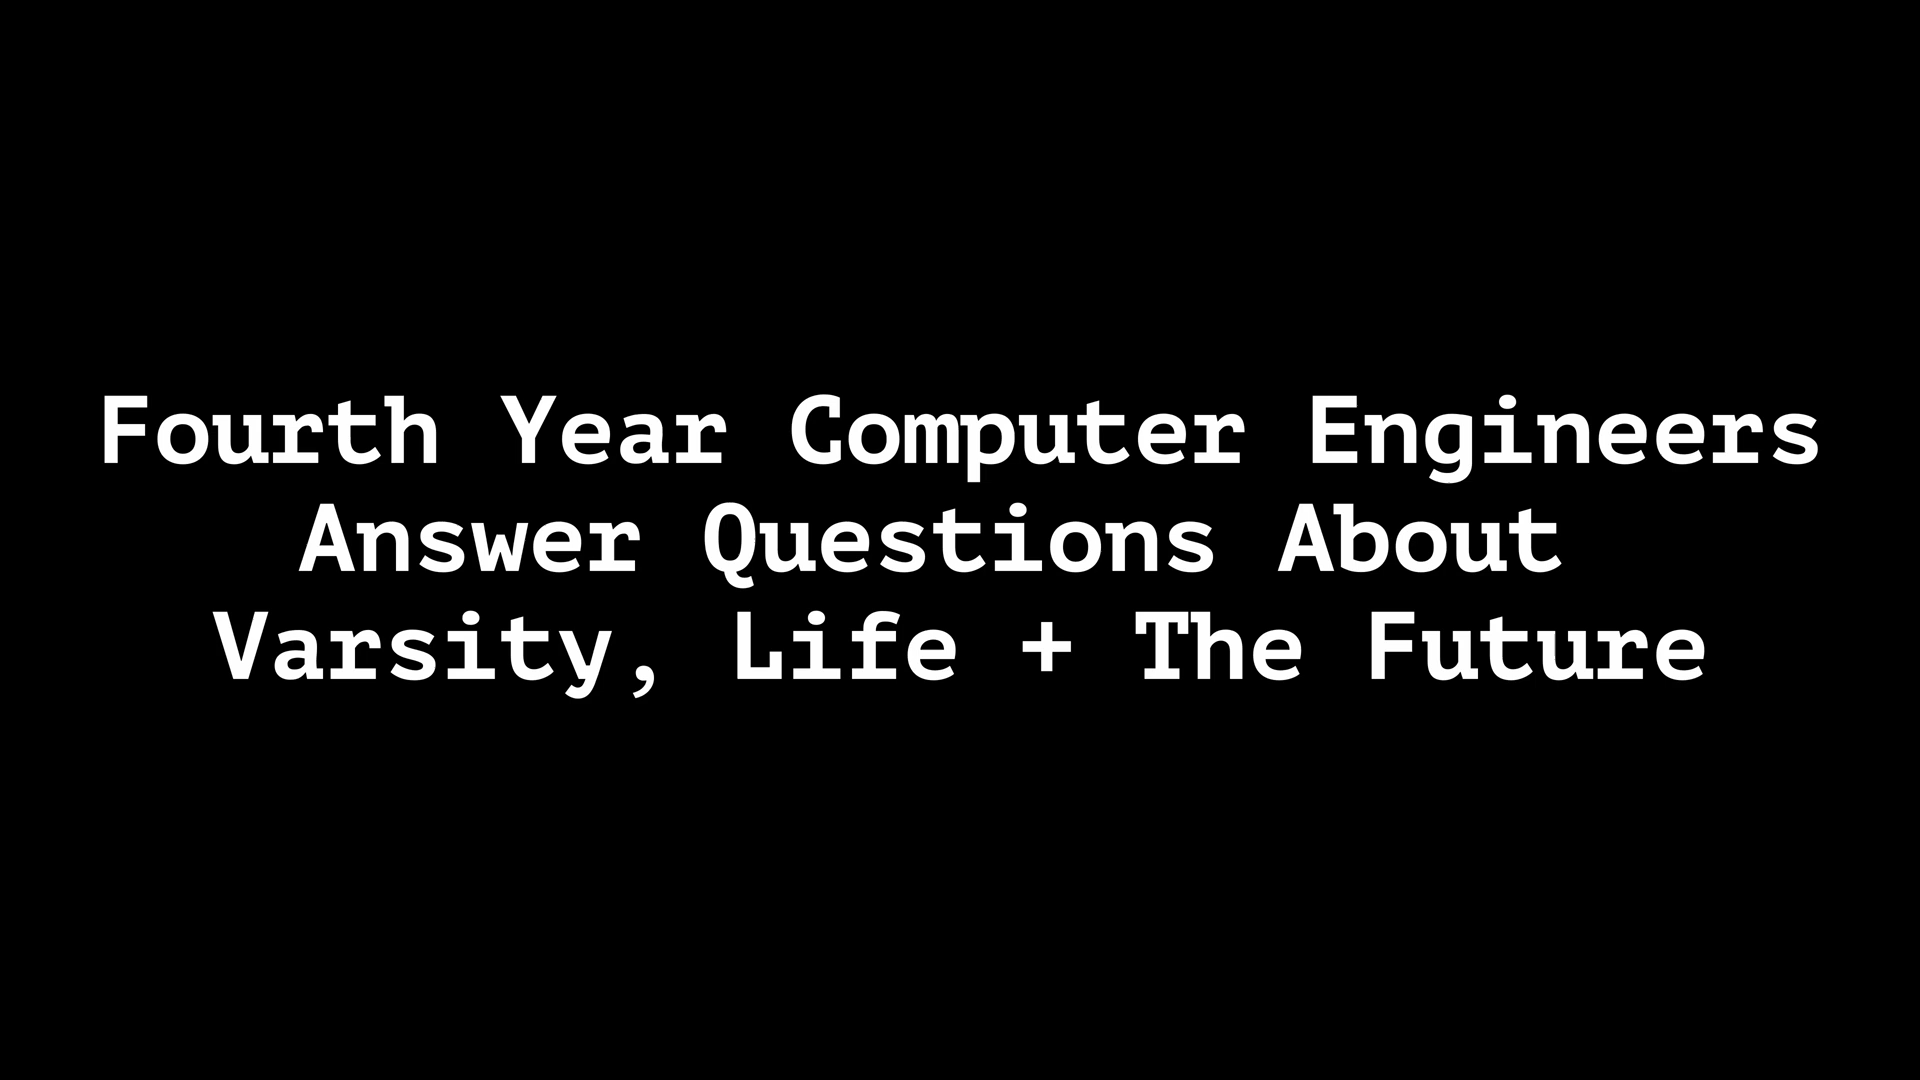 Fourth Year Computer Engineers
Answer Questions About
Varsity, Life + The Future